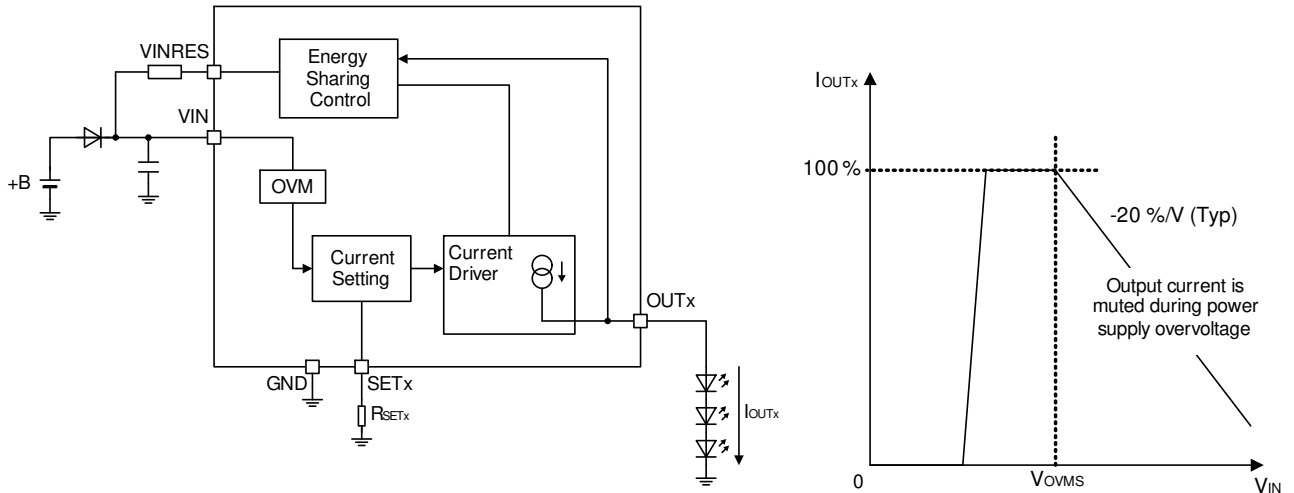 VINRES
Energy
Sharing
Control
VIN
+B
OVM
Current
Setting
Current
Driver
OUTx
GND
SETx
RSETx
IOUTx
IOUTx
100 %
-20 %/V (Typ)
Output current is
muted during power
supply overvoltage
0
VOVMS
VIN